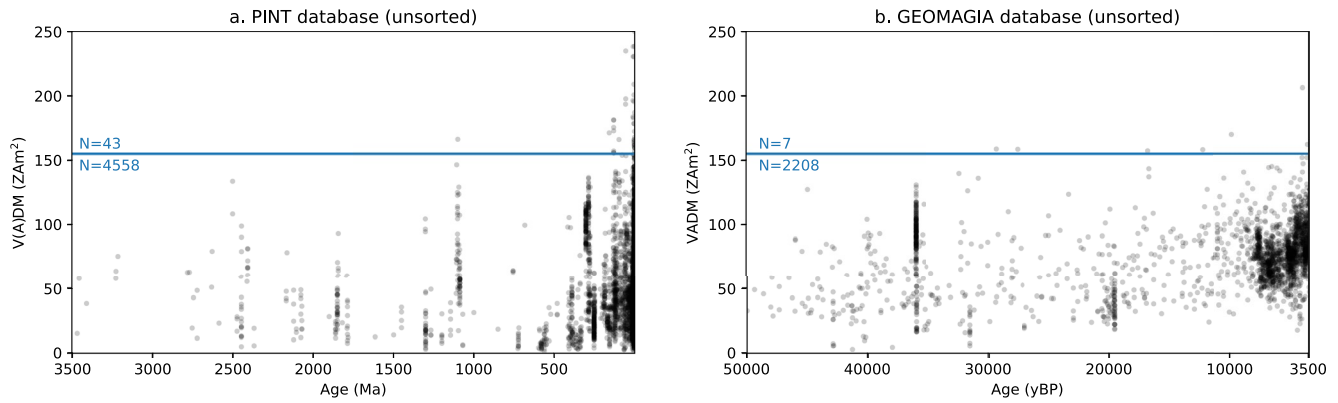 a. PINT database (unsorted)
250
200
150
100
50
0
V(A)DM (ZAm²)
N=43
N=4558
3500
3000
2500
2000
1500
1000
500
Age (Ma)
b. GEOMAGIA database (unsorted)
250
200
150
100
50
0
VADM (ZAm²)
N=7
N=2208
50000
40000
30000
20000
10000
3500
Age (yBP)